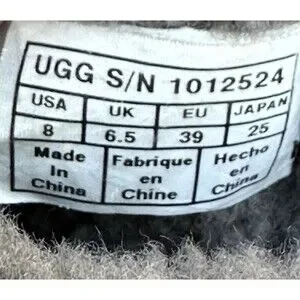 UGG S/N 1012524
USA UK EU JAPAN
8 6.5 39 25
Made Fabrique Hecho
In en en
China Chine China